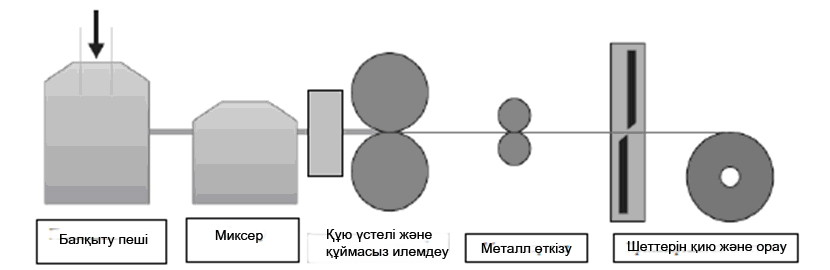 Балқыту пеші
Миксер
Құю үстелі және
құймасыз илемдеу
Металл өткізу
Шеттерін қию және орау